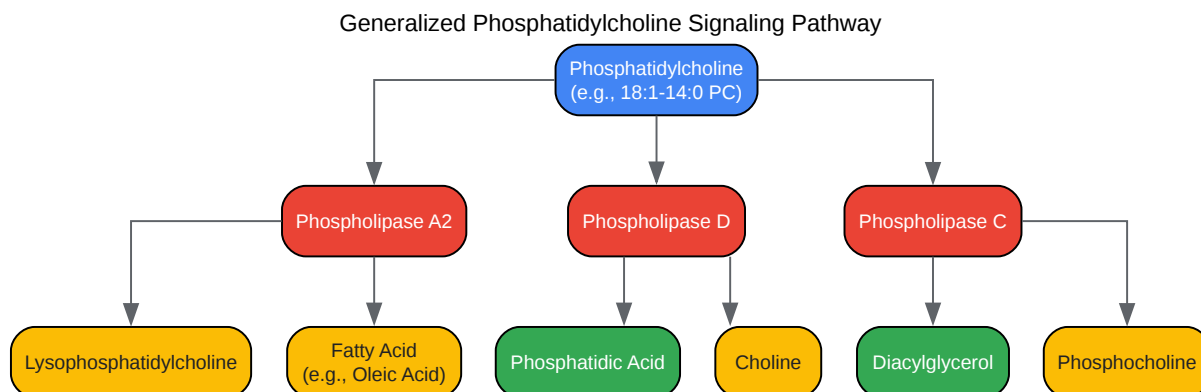 Generalized Phosphatidylcholine Signaling Pathway
Phosphatidylcholine
(e.g., 18:1-14:0 PC)
Phospholipase A2
Phospholipase D
Phospholipase C
Lysophosphatidylcholine
Fatty Acid
(e.g., Oleic Acid)
Phosphatidic Acid
Choline
Diacylglycerol
Phosphocholine